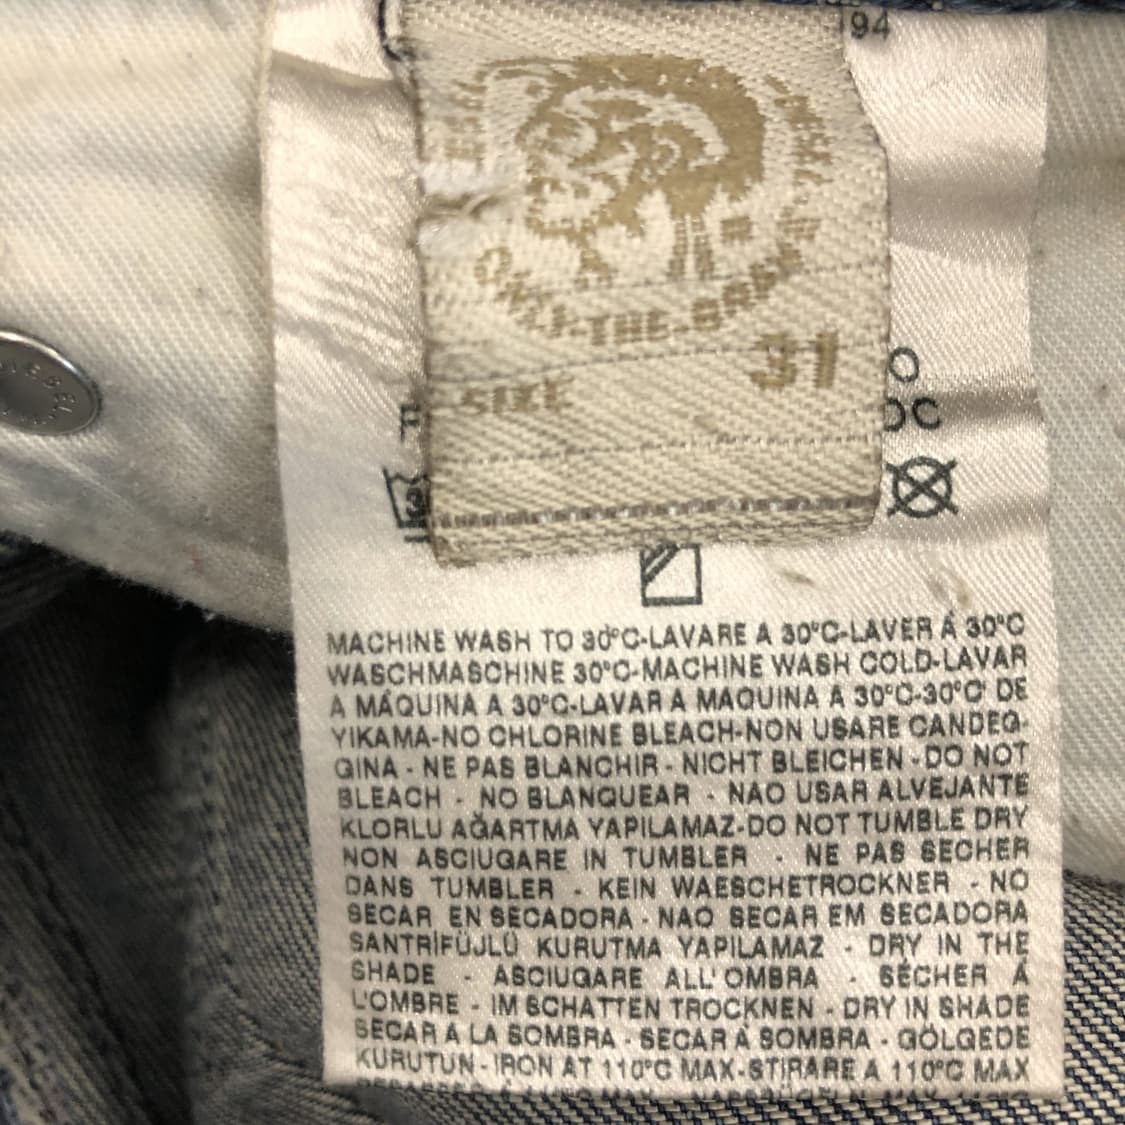 94
ONLY-THE-BRAVE
31
SIZE
O
OC
3
MACHINE WASH TO 30°C-LAVARE A 30°C-LAVER Á 30°C
WASCHMASCHINE 30°C-MACHINE WASH COLD-LAVAR
A MÁQUINA A 30°C-LAVAR A MAQUINA Á 30°C-30°C DE
YIKAMA-NO CHLORINE BLEACH-NON USARE CANDEG-
GINA - NE PAS BLANCHIR - NICHT BLEICHEN - DO NOT
BLEACH - NO BLANQUEAR - NAO USAR ALVEJANTE
KLORLU AĞARTMA YAPILAMAZ-DO NOT TUMBLE DRY
NON ASCIUGARE IN TUMBLER - NE PAS SECHER
DANS TUMBLER - KEIN WAESCHETROCKNER - NO
SECAR EN SECADORA - NAO SECAR EM SECADORA
SANTRİFÜJLÜ KURUTMA YAPILAMAZ - DRY IN THE
SHADE - ASCIUGARE ALL'OMBRA - SÉCHER Á
L'OMBRE - IM SCHATTEN TROCKNEN - DRY IN SHADE
SECAR A LA SOMBRA - SECAR Á SOMBRA - GÖLGEDE
KURUTUN - IRON AT 110°C MAX-STIRARE A 110°C MAX